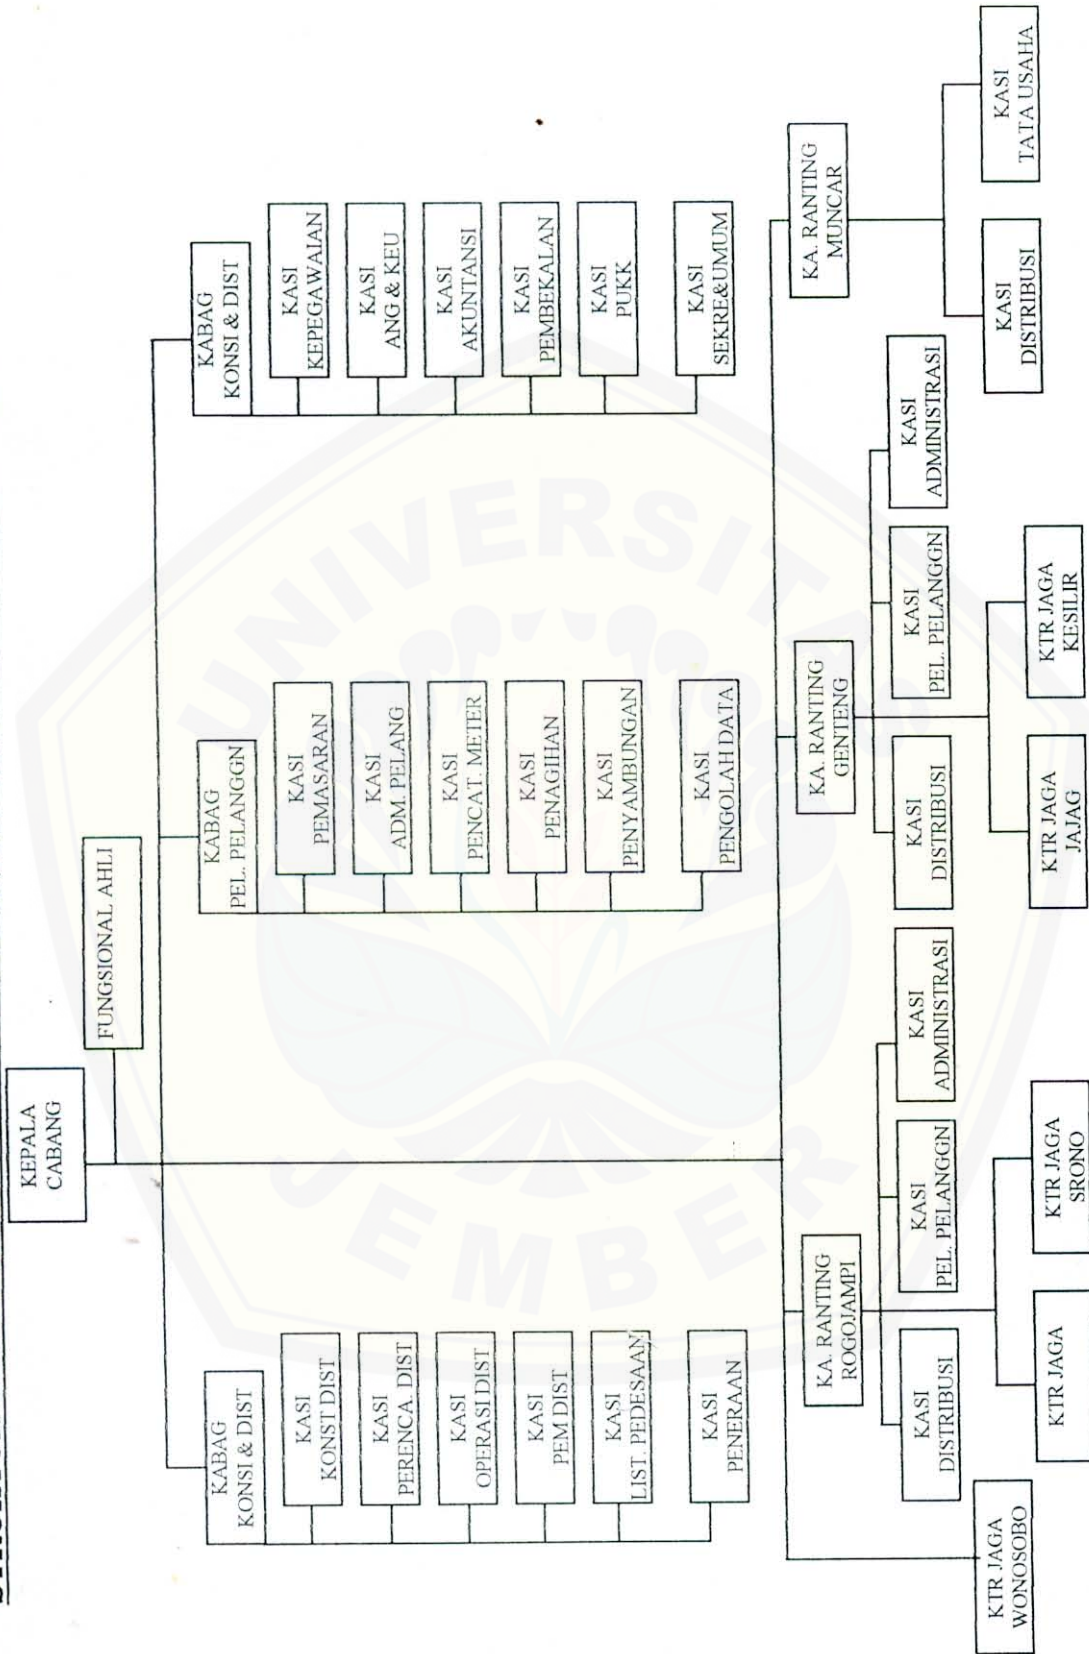 KEPALA
CABANG
FUNGSIONAL AHLI
KABAG
KONSI & DIST
KASI
KONST DIST
KASI
PERENCA. DIST
KASI
OPERASI DIST
KASI
PEM DIST
KASI
LIST. PEDESAAN
KASI
PENERAAN
KABAG
PEL. PELANGGN
KASI
PEMASARAN
KASI
ADM. PELANG
KASI
PENCAT. METER
KASI
PENAGIHAN
KASI
PENYAMBUNGAN
KASI
PENGOLAH DATA
KABAG
KONSI & DIST
KASI
KEPEGAWAIAN
KASI
ANG & KEU
KASI
AKUNTANSI
KASI
PEMBEKALAN
KASI
PUKK
KASI
SEKRE&UMUM
KTR JAGA
WONOSOBO
KA. RANTING
ROGOJAMPI
KASI
DISTRIBUSI
KASI
PEL. PELANGGN
KASI
ADMINISTRASI
KTR JAGA
KTR JAGA
SRONO
KA. RANTING
GENTENG
KASI
DISTRIBUSI
KASI
PEL. PELANGGN
KASI
ADMINISTRASI
KTR JAGA
JAJAG
KTR JAGA
KESILIR
KA. RANTING
MUNCAR
KASI
DISTRIBUSI
KASI
TATA USAHA
UNIVERSITAS
JEMBER